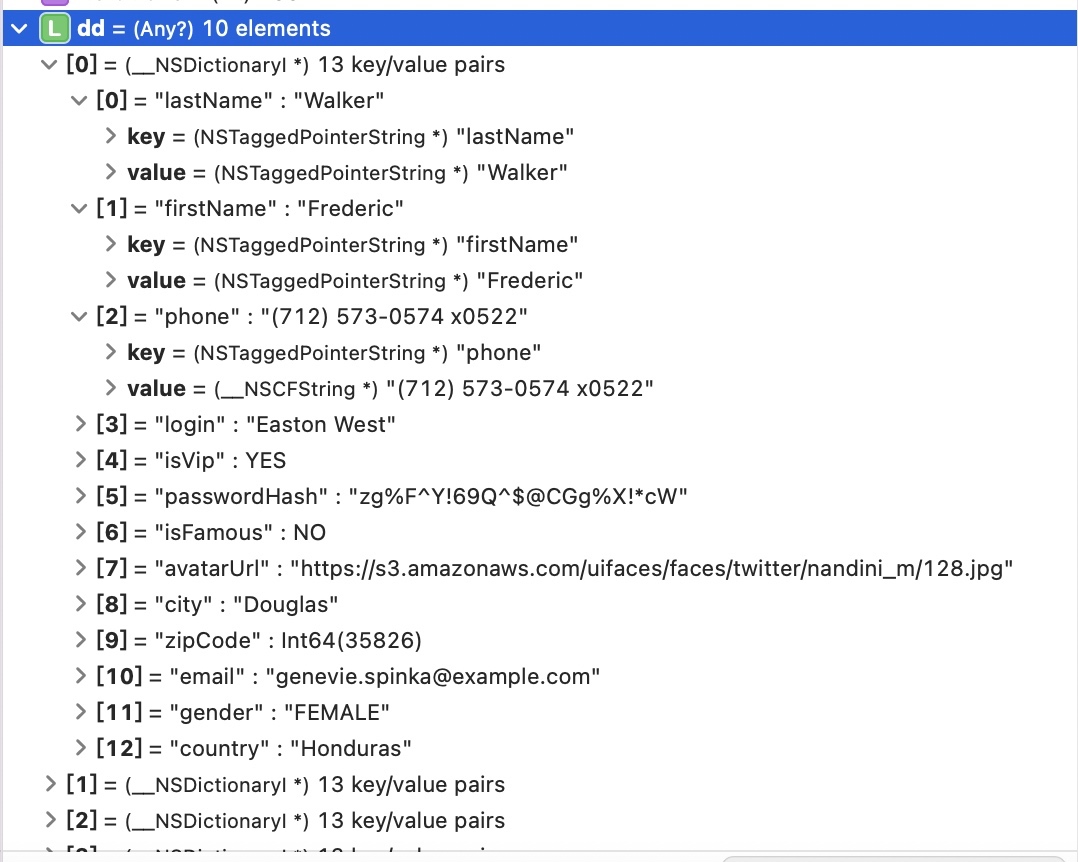 L dd = (Any?) 10 elements
[0] = (__NSDictionaryI *) 13 key/value pairs
[0] = "lastName" : "Walker"
key = (NSTaggedPointerString *) "lastName"
value = (NSTaggedPointerString *) "Walker"
[1] = "firstName" : "Frederic"
key = (NSTaggedPointerString *) "firstName"
value = (NSTaggedPointerString *) "Frederic"
[2] = "phone" : "(712) 573-0574 x0522"
key = (NSTaggedPointerString *) "phone"
value = (__NSCFString *) "(712) 573-0574 x0522"
[3] = "login" : "Easton West"
[4] = "isVip" : YES
[5] = "passwordHash" : "zg%F^Y!69Q^$@CGg%X!*cW"
[6] = "isFamous" : NO
[7] = "avatarUrl" : "https://s3.amazonaws.com/uifaces/faces/twitter/nandini_m/128.jpg"
[8] = "city" : "Douglas"
[9] = "zipCode" : Int64(35826)
[10] = "email" : "genevie.spinka@example.com"
[11] = "gender" : "FEMALE"
[12] = "country" : "Honduras"
[1] = (__NSDictionaryI *) 13 key/value pairs
[2] = (__NSDictionaryI *) 13 key/value pairs